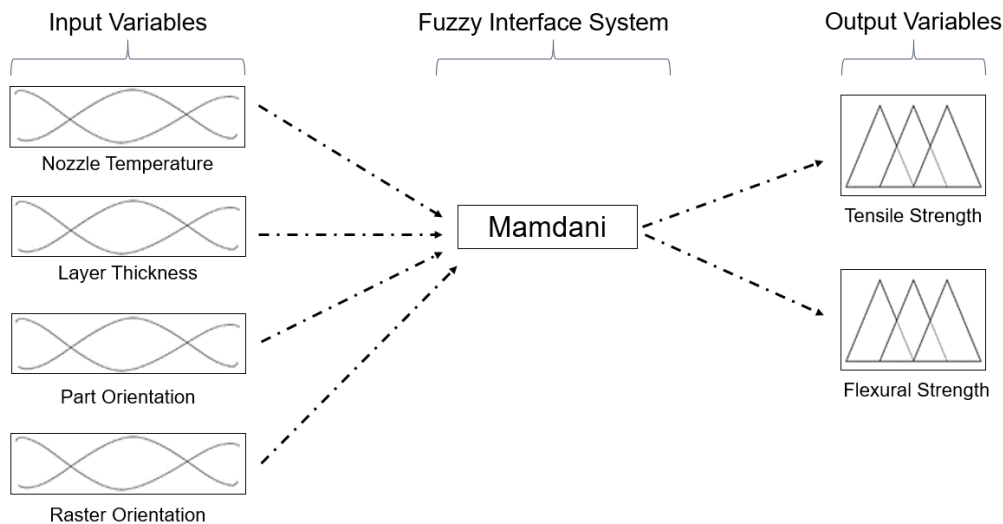 Input Variables
Fuzzy Interface System
Output Variables
Nozzle Temperature
Layer Thickness
Part Orientation
Raster Orientation
Mamdani
Tensile Strength
Flexural Strength